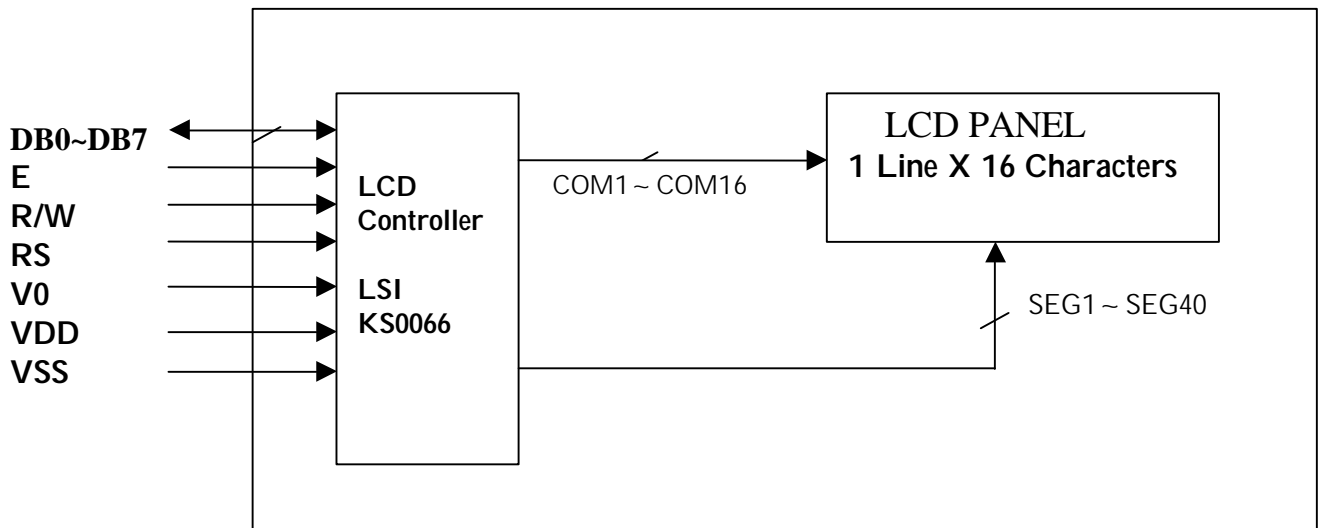 DB0~DB7
E
R/W
RS
V0
VDD
VSS
LCD
Controller
LSI
KS0066
COM1 ~ COM16
LCD PANEL
1 Line X 16 Characters
SEG1 ~ SEG40